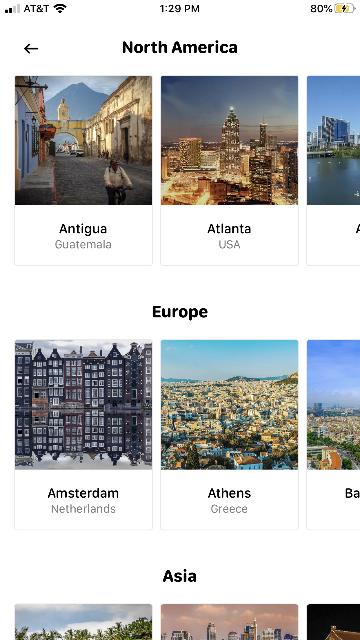 AT&T 1:29 PM 80%
North America
Antigua
Guatemala
Atlanta
USA
A
Europe
Amsterdam
Netherlands
Athens
Greece
Ba
Asia